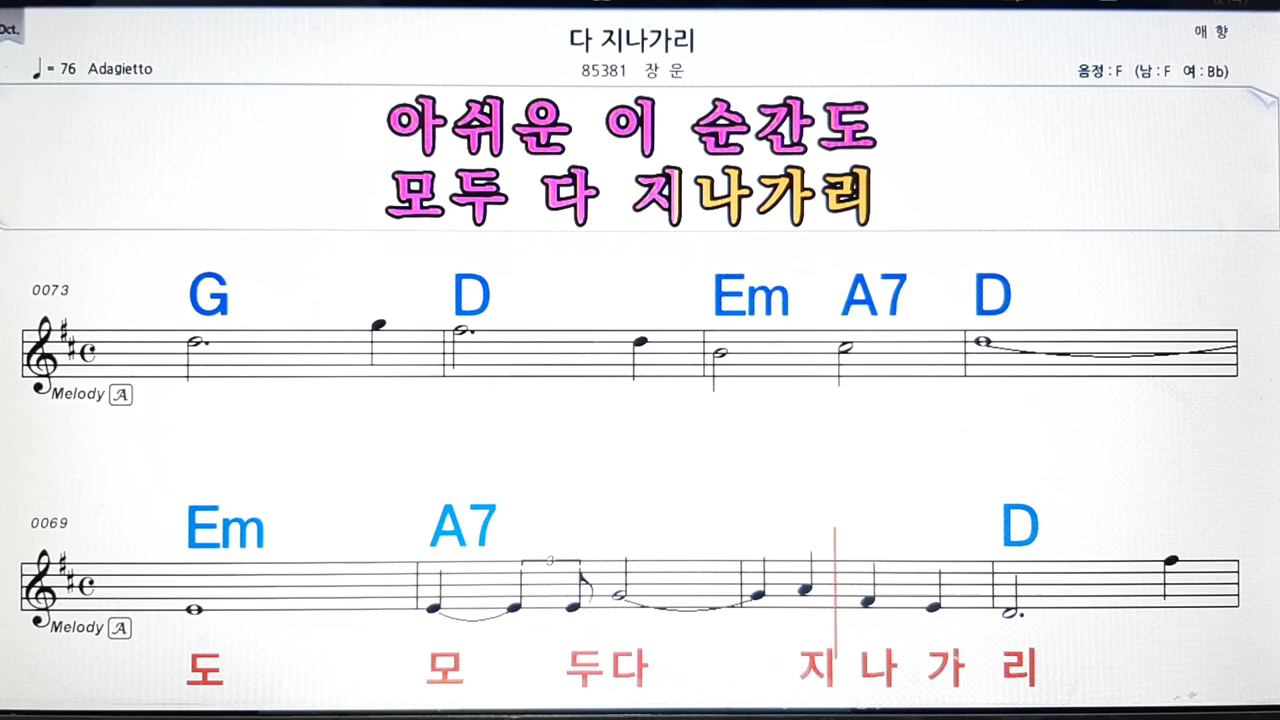 Oct.
다 지나가리
애 향
= 76 Adagietto
85381 장 운
음정 : F (남 : F 여 : Bb)
아쉬운 이 순간도
모두 다 지나가리
0073
G D Em A7 D
Melody A
0069
Em A7 D
3
Melody A
도 모 두 다 지 나 가 리